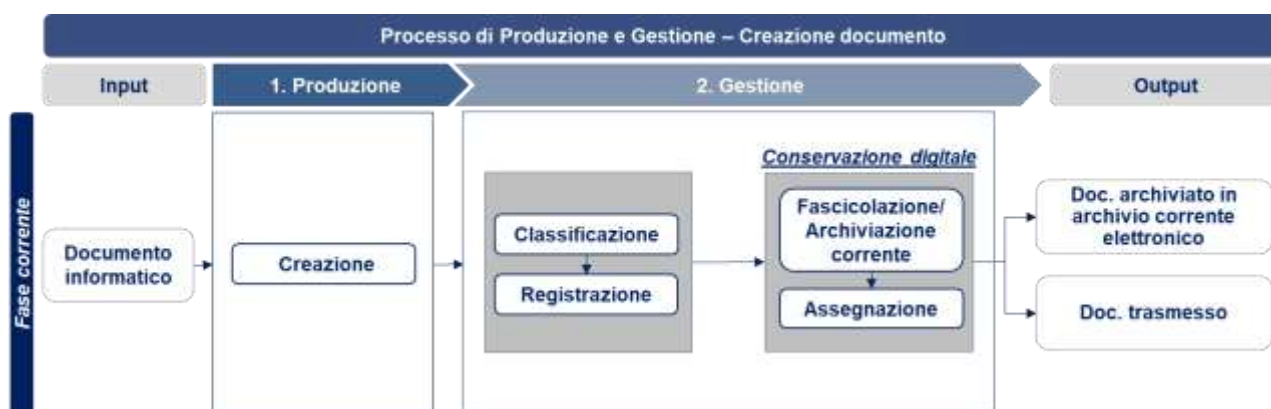 Processo di Produzione e Gestione – Creazione documento
Input
1. Produzione
2. Gestione
Output
Fase corrente
Documento
informatico
Creazione
Classificazione
Registrazione
Conservazione digitale
Fascicolazione/
Archiviazione
corrente
Assegnazione
Doc. archiviato in
archivio corrente
elettronico
Doc. trasmesso